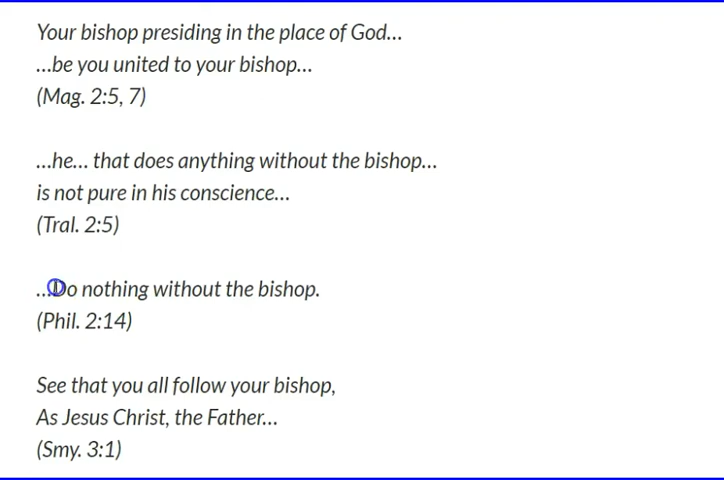 Your bishop presiding in the place of God...
...be you united to your bishop...
(Mag. 2:5, 7)
...he... that does anything without the bishop...
is not pure in his conscience...
(Tral. 2:5)
...Do nothing without the bishop.
(Phil. 2:14)
See that you all follow your bishop,
As Jesus Christ, the Father...
(Smy. 3:1)